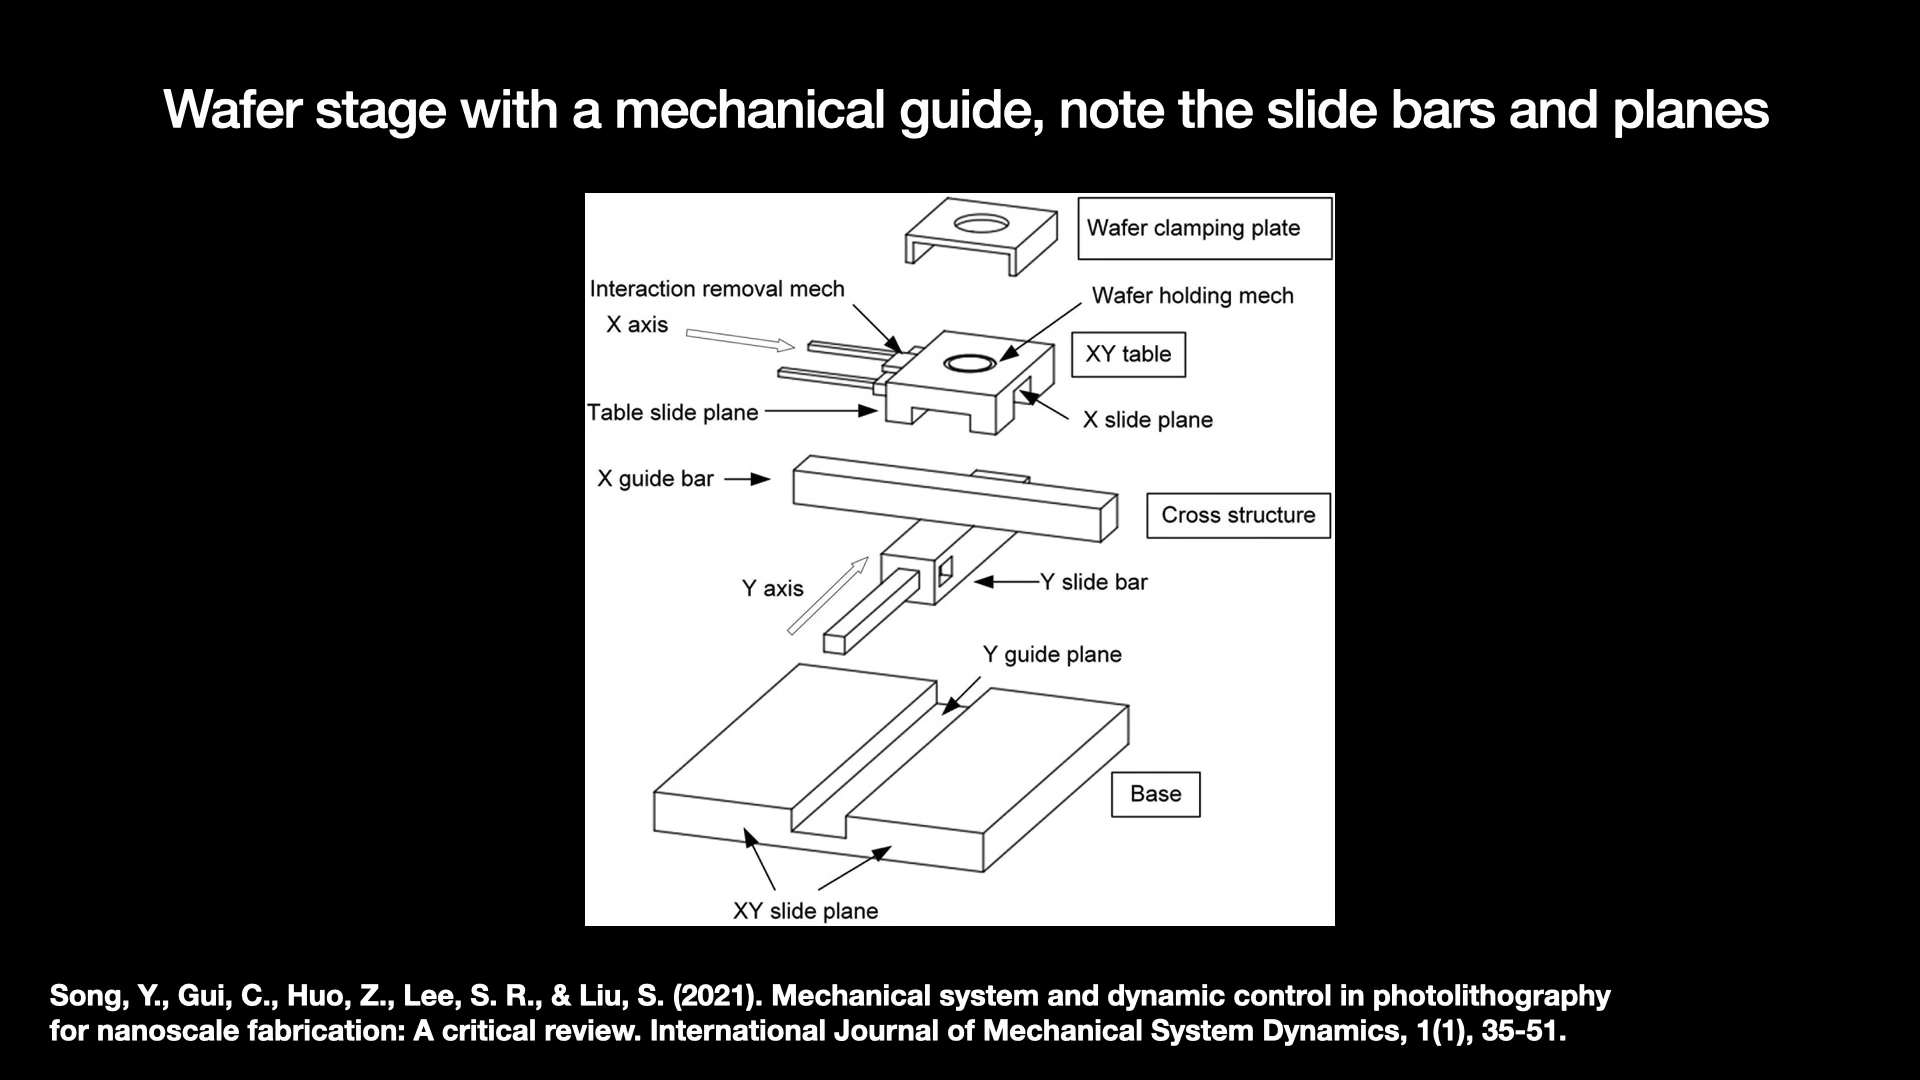 Wafer stage with a mechanical guide, note the slide bars and planes
Wafer clamping plate
Interaction removal mech
Wafer holding mech
X axis
XY table
Table slide plane
X slide plane
X guide bar
Cross structure
Y axis
Y slide bar
Y guide plane
Base
XY slide plane
Song, Y., Gui, C., Huo, Z., Lee, S. R., & Liu, S. (2021). Mechanical system and dynamic control in photolithography
for nanoscale fabrication: A critical review. International Journal of Mechanical System Dynamics, 1(1), 35-51.